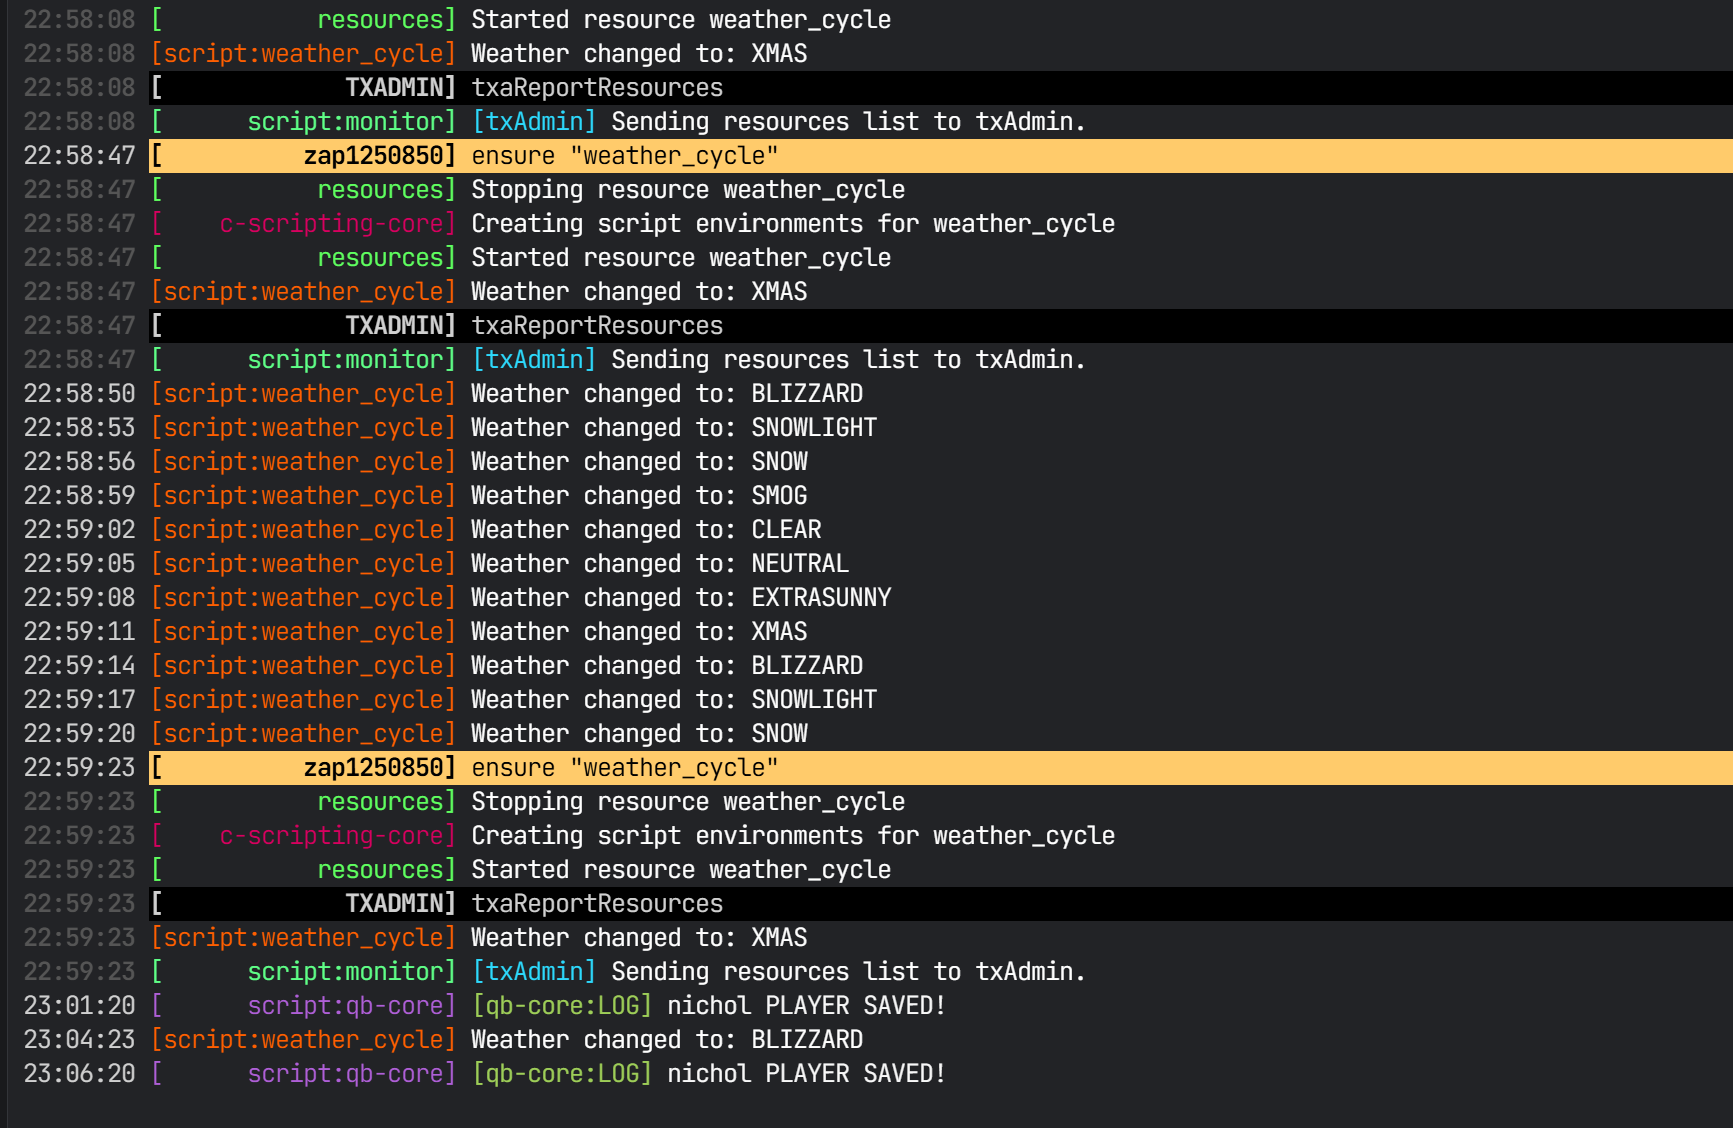 22:58:08 [           resources] Started resource weather_cycle
22:58:08 [script:weather_cycle] Weather changed to: XMAS
22:58:08 [             TXADMIN] txaReportResources
22:58:08 [      script:monitor] [txAdmin] Sending resources list to txAdmin.
22:58:47 [          zap1250850] ensure "weather_cycle"
22:58:47 [           resources] Stopping resource weather_cycle
22:58:47 [    c-scripting-core] Creating script environments for weather_cycle
22:58:47 [           resources] Started resource weather_cycle
22:58:47 [script:weather_cycle] Weather changed to: XMAS
22:58:47 [             TXADMIN] txaReportResources
22:58:47 [      script:monitor] [txAdmin] Sending resources list to txAdmin.
22:58:50 [script:weather_cycle] Weather changed to: BLIZZARD
22:58:53 [script:weather_cycle] Weather changed to: SNOWLIGHT
22:58:56 [script:weather_cycle] Weather changed to: SNOW
22:58:59 [script:weather_cycle] Weather changed to: SMOG
22:59:02 [script:weather_cycle] Weather changed to: CLEAR
22:59:05 [script:weather_cycle] Weather changed to: NEUTRAL
22:59:08 [script:weather_cycle] Weather changed to: EXTRASUNNY
22:59:11 [script:weather_cycle] Weather changed to: XMAS
22:59:14 [script:weather_cycle] Weather changed to: BLIZZARD
22:59:17 [script:weather_cycle] Weather changed to: SNOWLIGHT
22:59:20 [script:weather_cycle] Weather changed to: SNOW
22:59:23 [          zap1250850] ensure "weather_cycle"
22:59:23 [           resources] Stopping resource weather_cycle
22:59:23 [    c-scripting-core] Creating script environments for weather_cycle
22:59:23 [           resources] Started resource weather_cycle
22:59:23 [             TXADMIN] txaReportResources
22:59:23 [script:weather_cycle] Weather changed to: XMAS
22:59:23 [      script:monitor] [txAdmin] Sending resources list to txAdmin.
23:01:20 [      script:qb-core] [qb-core:LOG] nichol PLAYER SAVED!
23:04:23 [script:weather_cycle] Weather changed to: BLIZZARD
23:06:20 [      script:qb-core] [qb-core:LOG] nichol PLAYER SAVED!